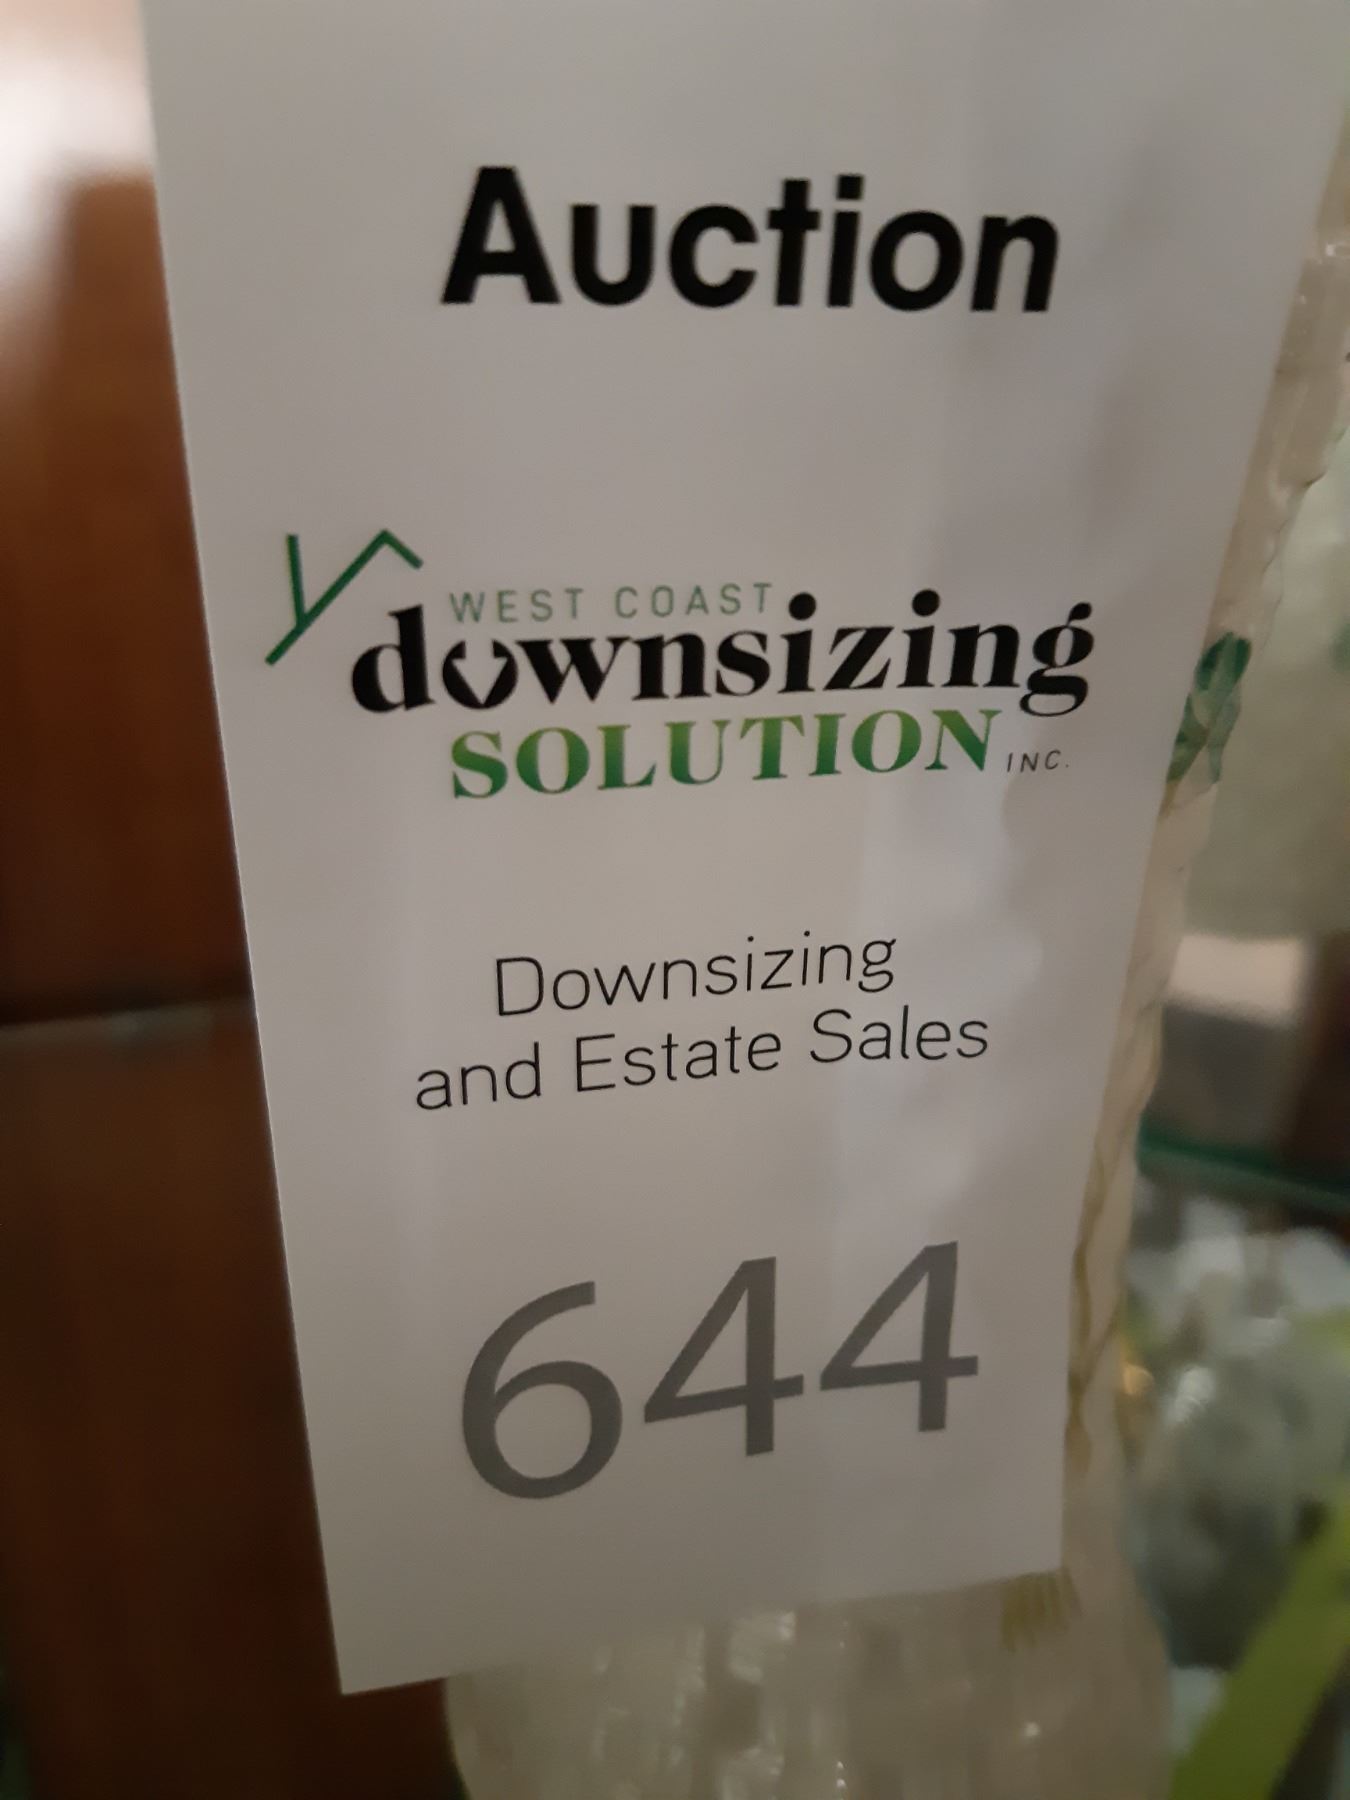 Auction
WEST COAST
downsizing
SOLUTION INC.
Downsizing
and Estate Sales
644